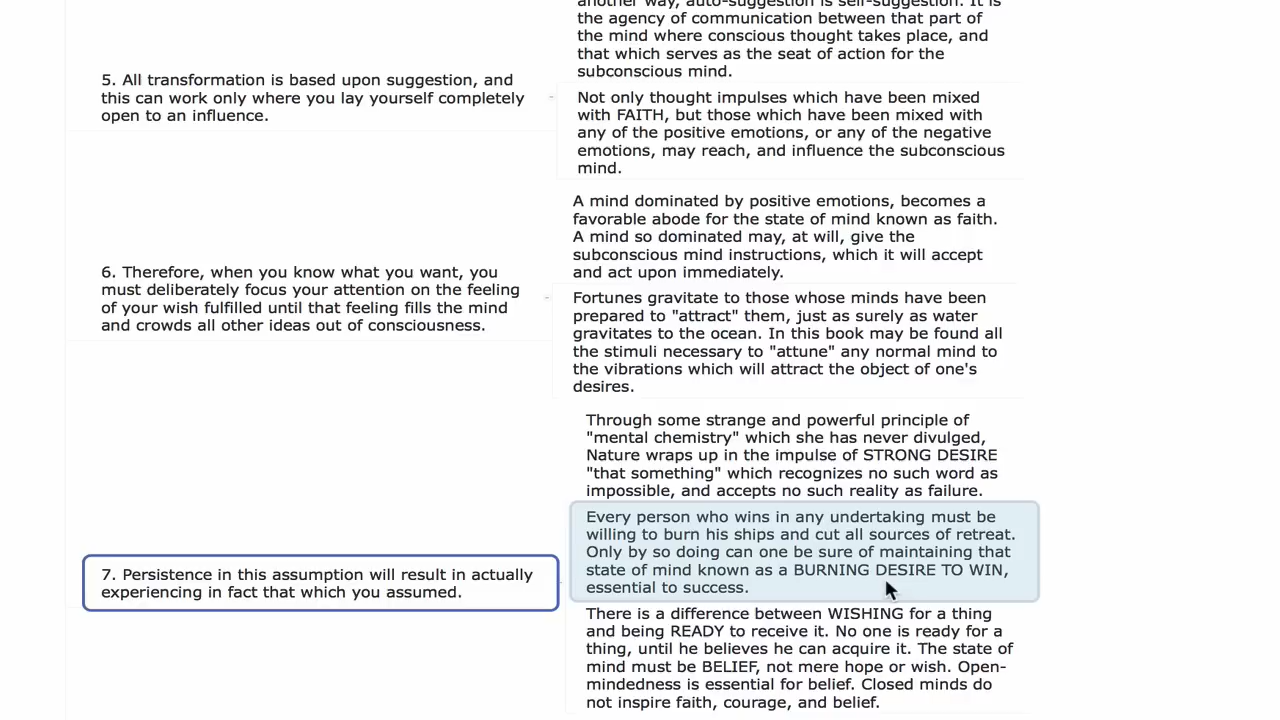 another way, auto-suggestion is self-suggestion. It is
the agency of communication between that part of
the mind where conscious thought takes place, and
that which serves as the seat of action for the
subconscious mind.
5. All transformation is based upon suggestion, and
this can work only where you lay yourself completely
open to an influence.
Not only thought impulses which have been mixed
with FAITH, but those which have been mixed with
any of the positive emotions, or any of the negative
emotions, may reach, and influence the subconscious
mind.
A mind dominated by positive emotions, becomes a
favorable abode for the state of mind known as faith.
A mind so dominated may, at will, give the
subconscious mind instructions, which it will accept
and act upon immediately.
6. Therefore, when you know what you want, you
must deliberately focus your attention on the feeling
of your wish fulfilled until that feeling fills the mind
and crowds all other ideas out of consciousness.
Fortunes gravitate to those whose minds have been
prepared to "attract" them, just as surely as water
gravitates to the ocean. In this book may be found all
the stimuli necessary to "attune" any normal mind to
the vibrations which will attract the object of one's
desires.
Through some strange and powerful principle of
"mental chemistry" which she has never divulged,
Nature wraps up in the impulse of STRONG DESIRE
"that something" which recognizes no such word as
impossible, and accepts no such reality as failure.
Every person who wins in any undertaking must be
willing to burn his ships and cut all sources of retreat.
Only by so doing can one be sure of maintaining that
state of mind known as a BURNING DESIRE TO WIN,
essential to success.
7. Persistence in this assumption will result in actually
experiencing in fact that which you assumed.
There is a difference between WISHING for a thing
and being READY to receive it. No one is ready for a
thing, until he believes he can acquire it. The state of
mind must be BELIEF, not mere hope or wish. Open-
mindedness is essential for belief. Closed minds do
not inspire faith, courage, and belief.